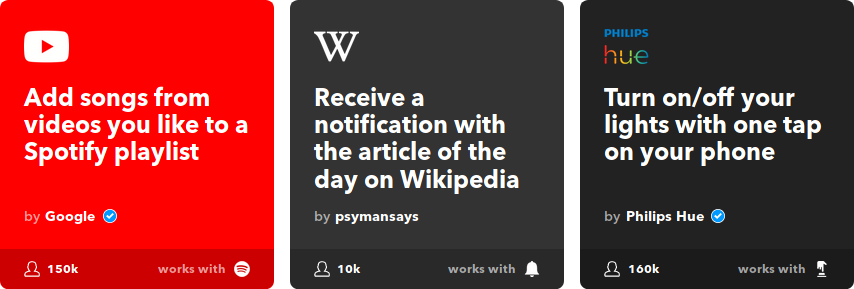 Add songs from
videos you like to a
Spotify playlist
by Google
150k
works with
W
Receive a
notification with
the article of the
day on Wikipedia
by psymansays
10k
works with
PHILIPS
hue
Turn on/off your
lights with one tap
on your phone
by Philips Hue
160k
works with